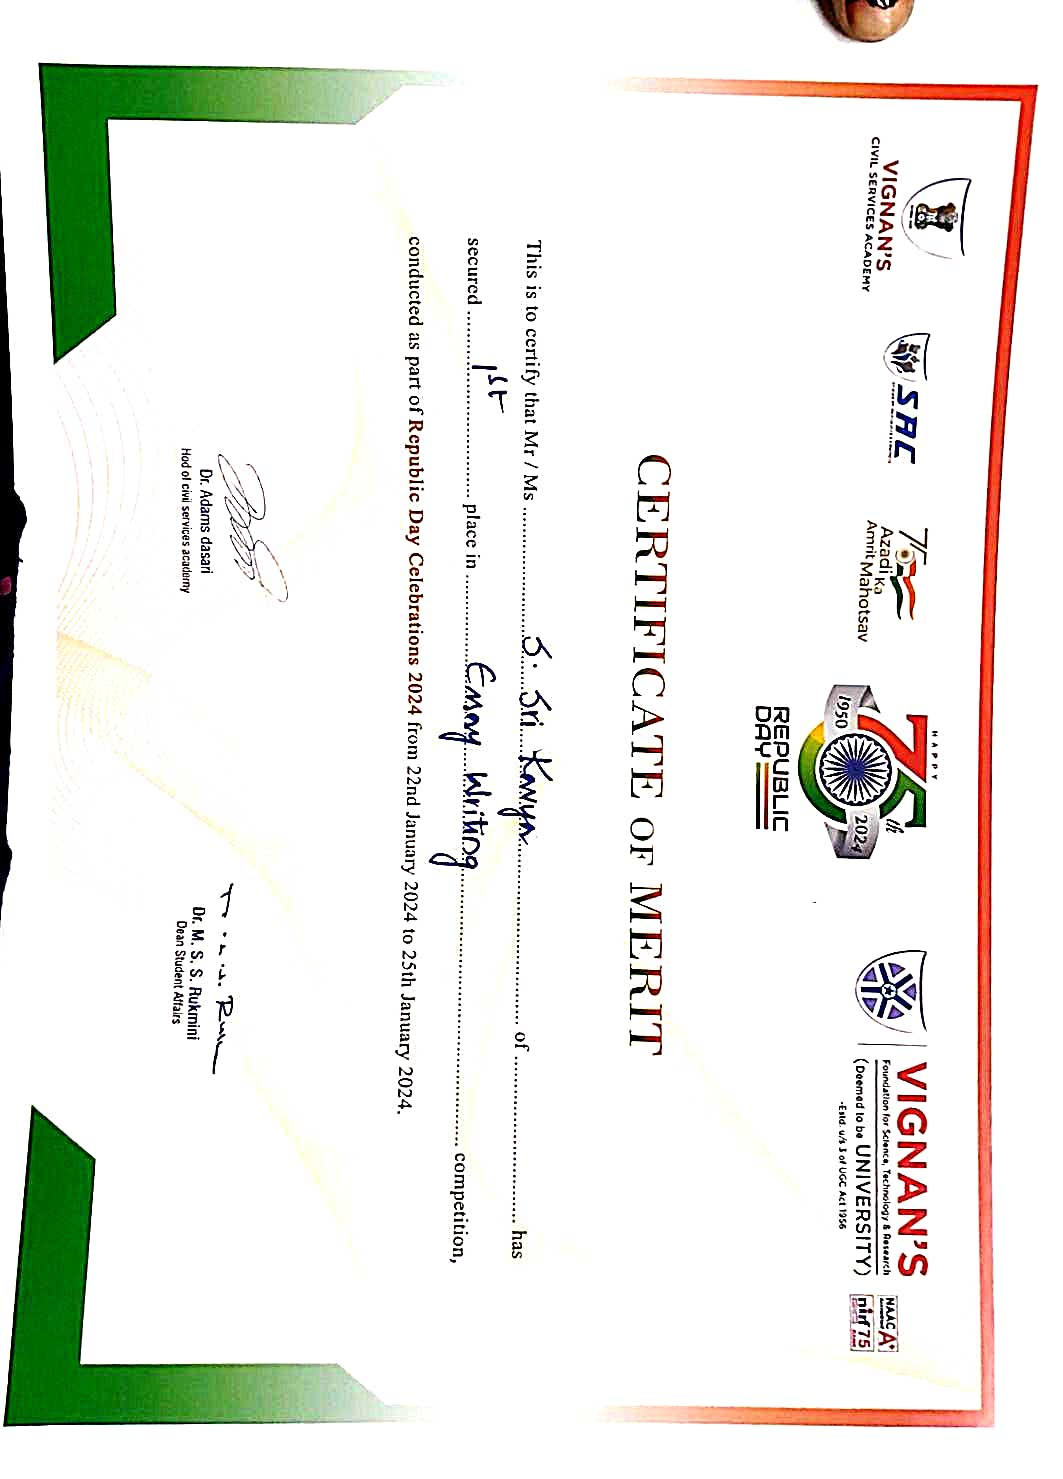 VIGNAN'S
CIVIL SERVICES ACADEMY
SAC
75
Azadi Ka
Amrit Mahotsav
HAPPY
75th
1950 2024
REPUBLIC
DAY
VIGNAN'S
Foundation for Science, Technology & Research
(Deemed to be UNIVERSITY)
-Estd. u/s 3 of UGC Act 1956
NAAC A+
nirf 75
CERTIFICATE OF MERIT
This is to certify that Mr / Ms .......... S. Sri Kavya .......... of .......... has
secured .......... 1st .......... place in .......... Essay Writing .......... competition,
conducted as part of Republic Day Celebrations 2024 from 22nd January 2024 to 25th January 2024.
Dr. Adams dasari
Hod of civil services academy
Dr. M. S. S. Rukmini
Dean Student Affairs